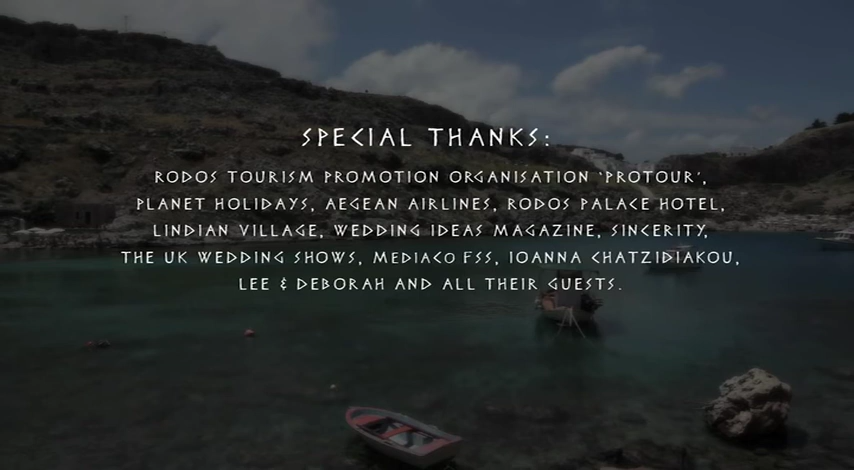 SPECIAL THANKS:
RODOS TOURISM PROMOTION ORGANISATION 'PROTOUR',
PLANET HOLIDAYS, AEGEAN AIRLINES, RODOS PALACE HOTEL,
LINDIAN VILLAGE, WEDDING IDEAS MAGAZINE, SINCERITY,
THE UK WEDDING SHOWS, MEDIACO FSS, IOANNA CHATZIDIAKOU,
LEE & DEBORAH AND ALL THEIR GUESTS.